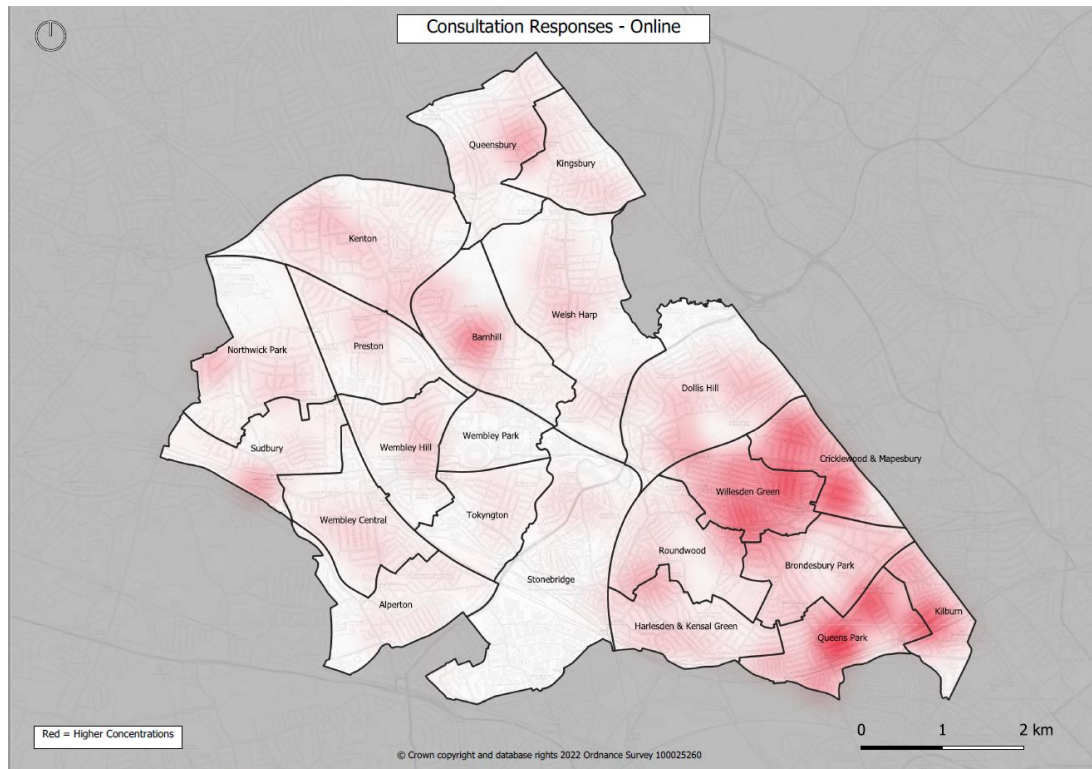 Consultation Responses - Online
Queensbury
Kingsbury
Kenton
Welsh Harp
Barnhill
Preston
Northwick Park
Dollis Hill
Sudbury
Wembley Hill
Wembley Park
Cricklewood & Mapesbury
Willesden Green
Wembley Central
Tokyngton
Roundwood
Brondesbury Park
Stonebridge
Alperton
Harlesden & Kensal Green
Kilburn
Queens Park
Red = Higher Concentrations
0 1 2 km
© Crown copyright and database rights 2022 Ordnance Survey 100025260